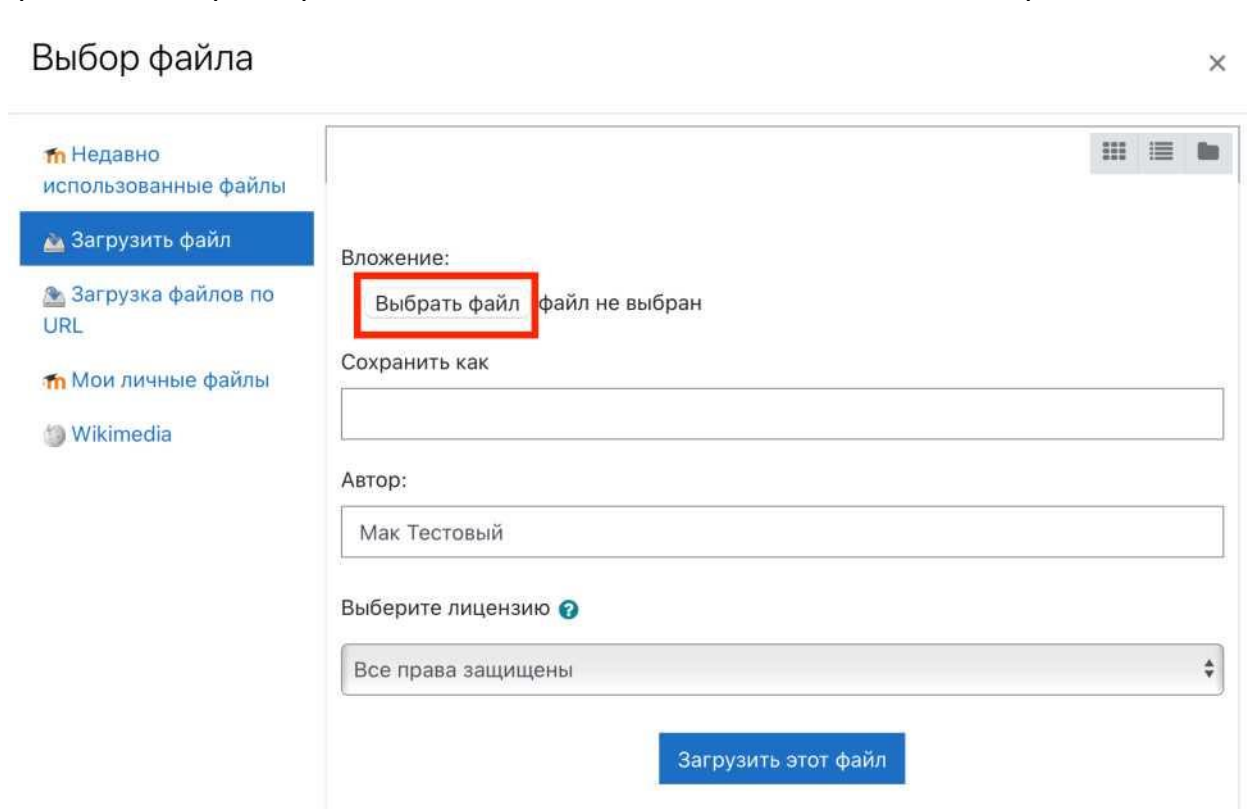 Выбор файла
×
Недавно
использованные файлы
Загрузить файл
Загрузка файлов по
URL
Мои личные файлы
Wikimedia
Вложение:
Выбрать файл файл не выбран
Сохранить как
Автор:
Мак Тестовый
Выберите лицензию ?
Все права защищены
Загрузить этот файл